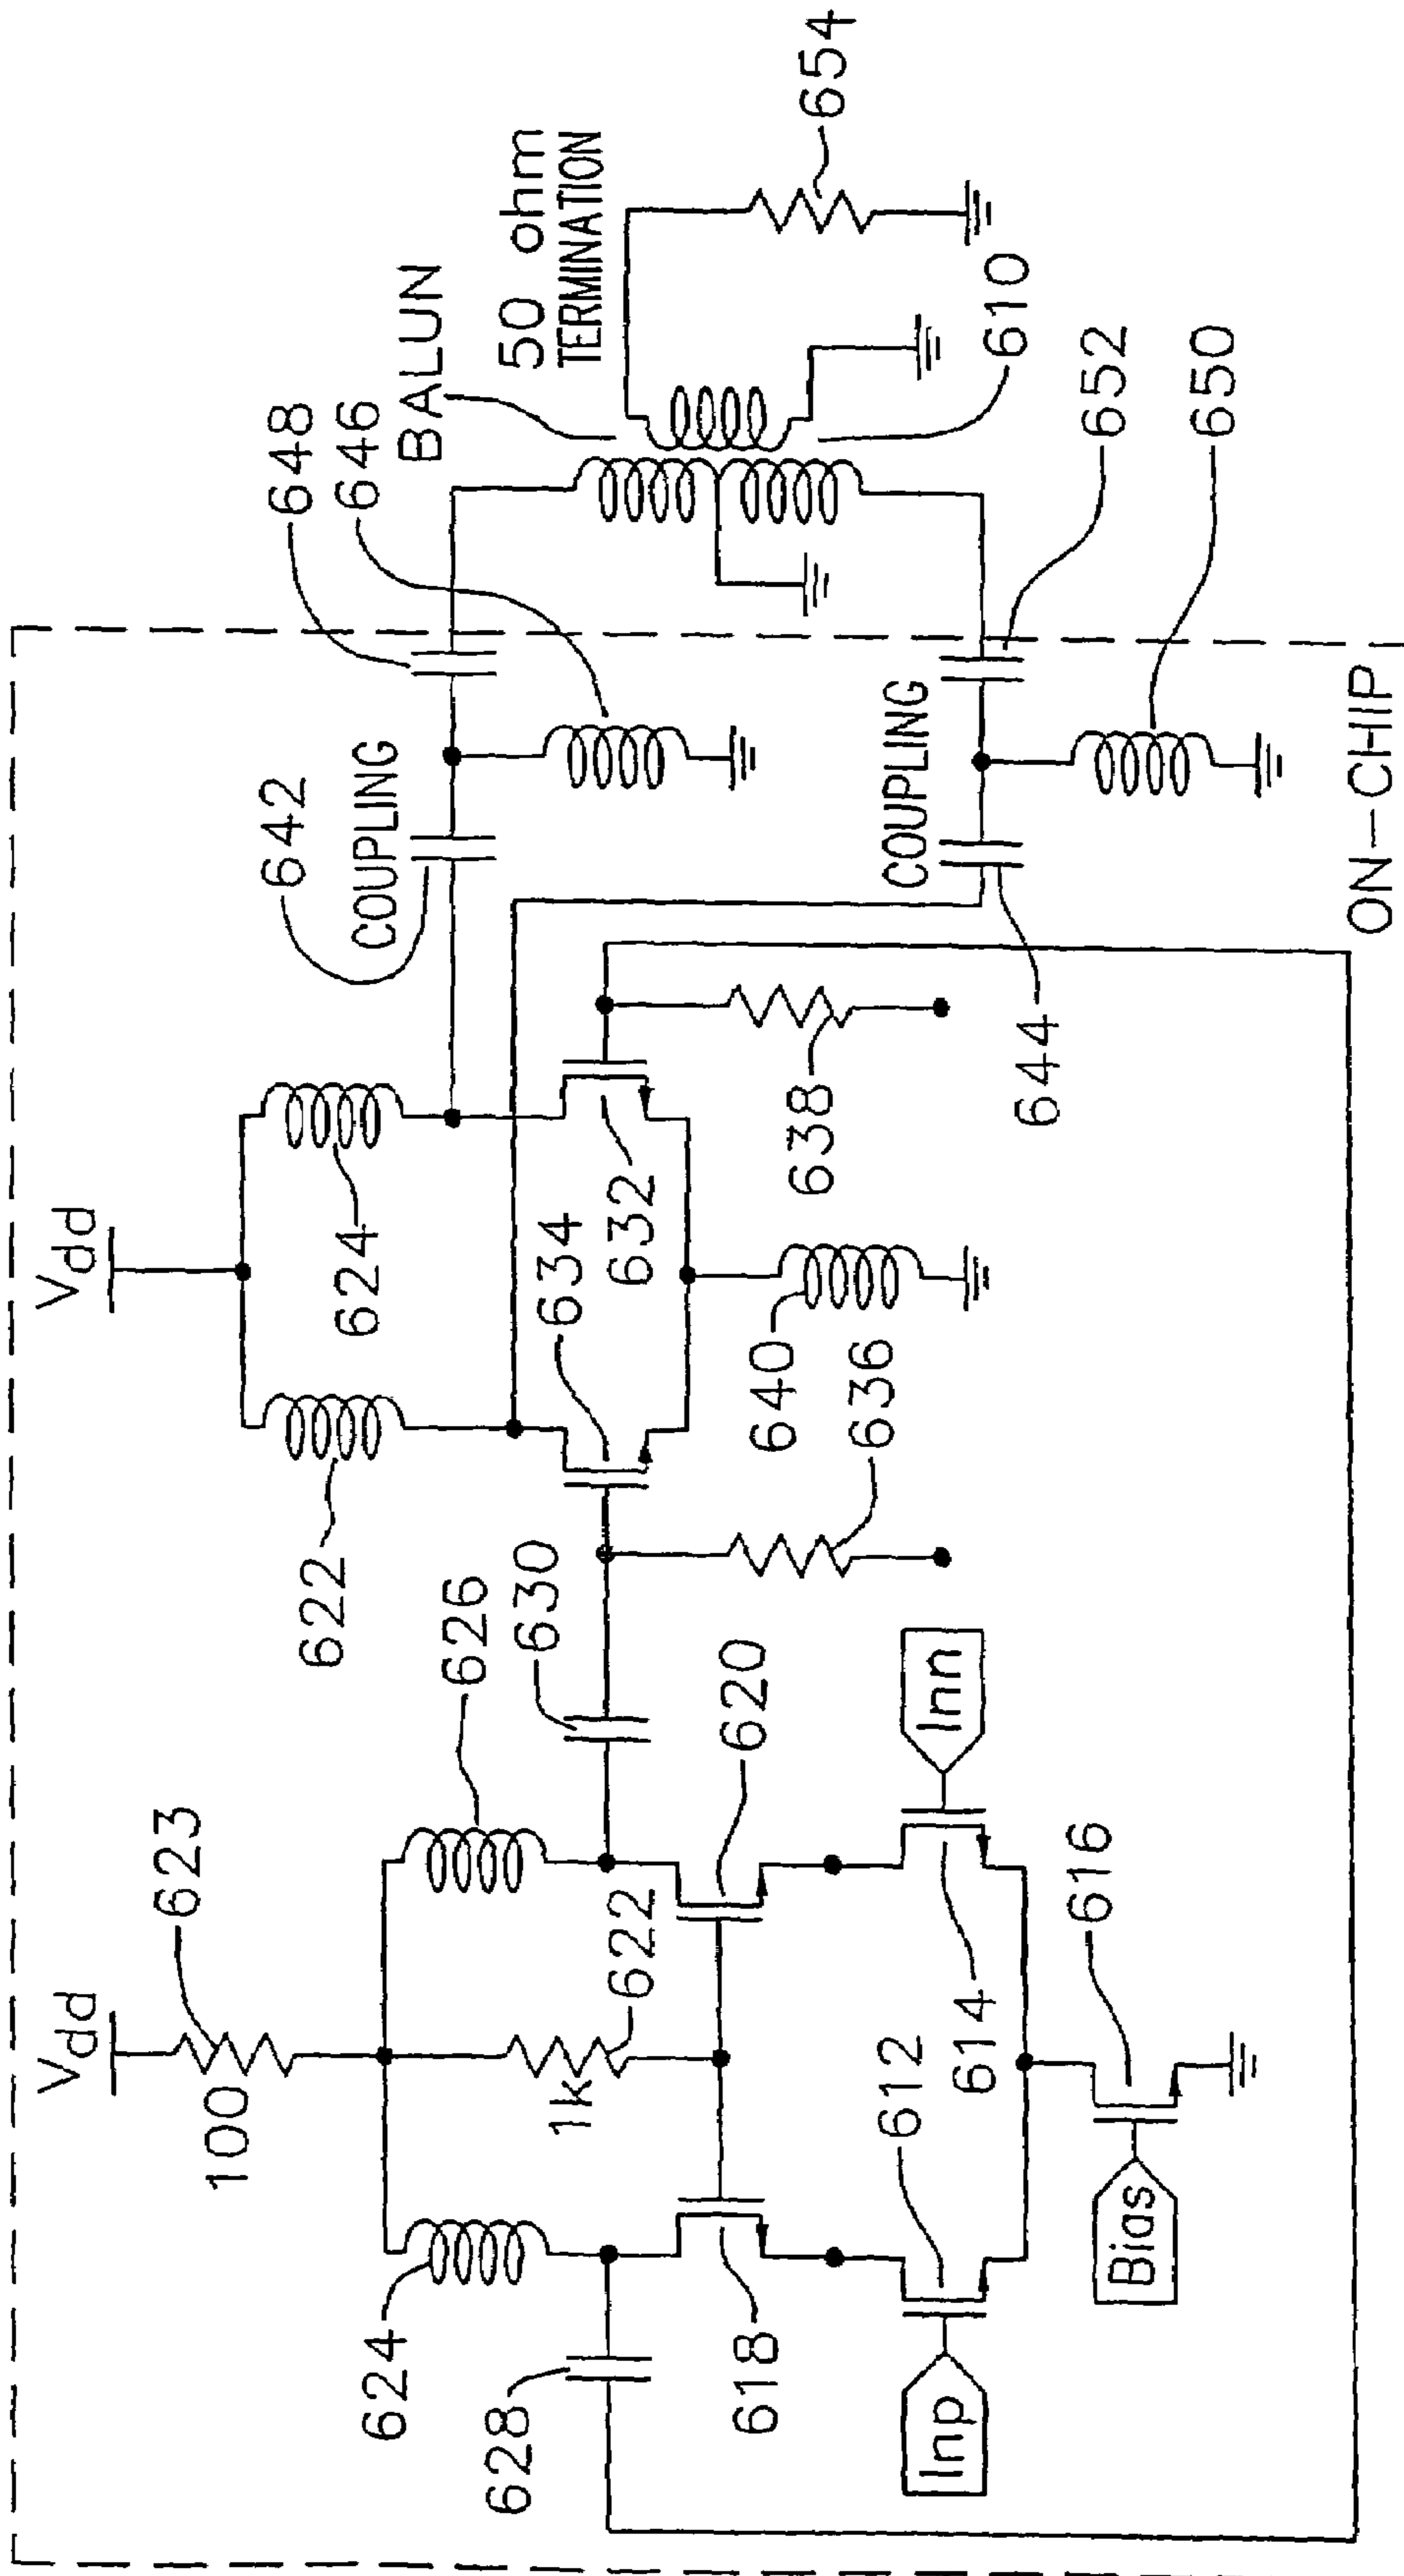 Vdd
623
100
624
626
1k
622
628
630
618
620
Inp
612
614
Inn
Bias
616
Vdd
622
624
634
632
640
636
638
642
COUPLING
648
646
COUPLING
644
652
650
BALUN
50 ohm
TERMINATION
654
610
ON-CHIP